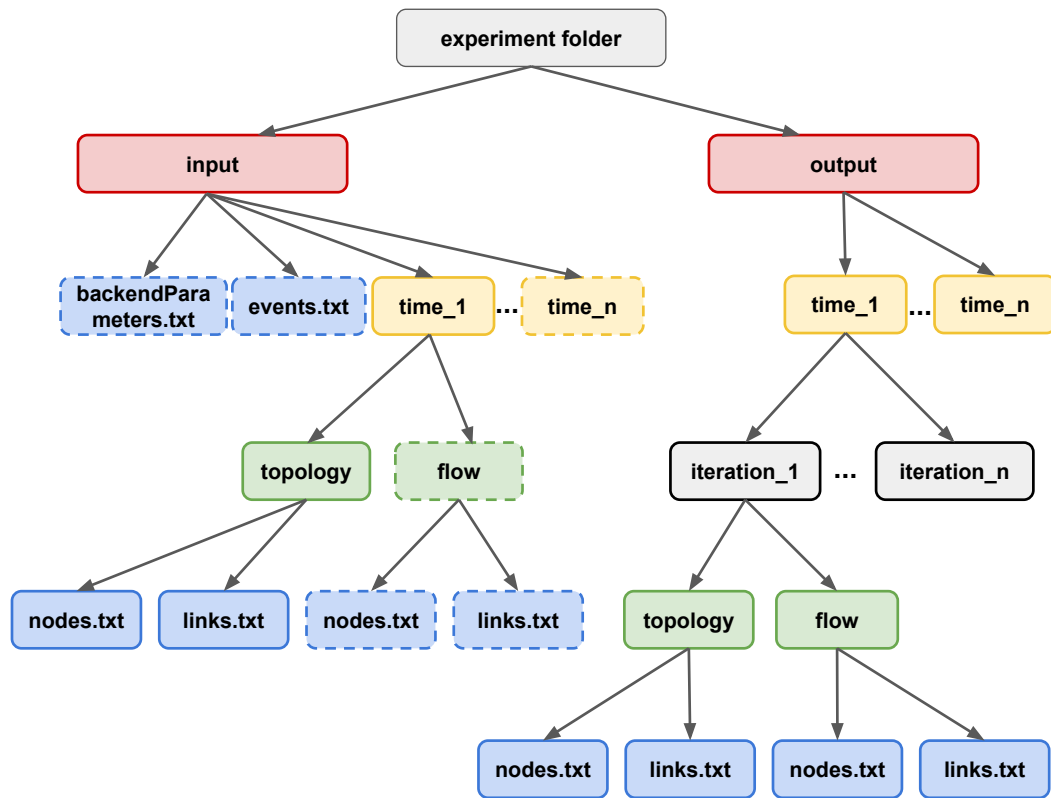 experiment folder
input
output
backendPara
meters.txt
events.txt
time_1
...
time_n
time_1
...
time_n
topology
flow
iteration_1
...
iteration_n
nodes.txt
links.txt
nodes.txt
links.txt
topology
flow
nodes.txt
links.txt
nodes.txt
links.txt